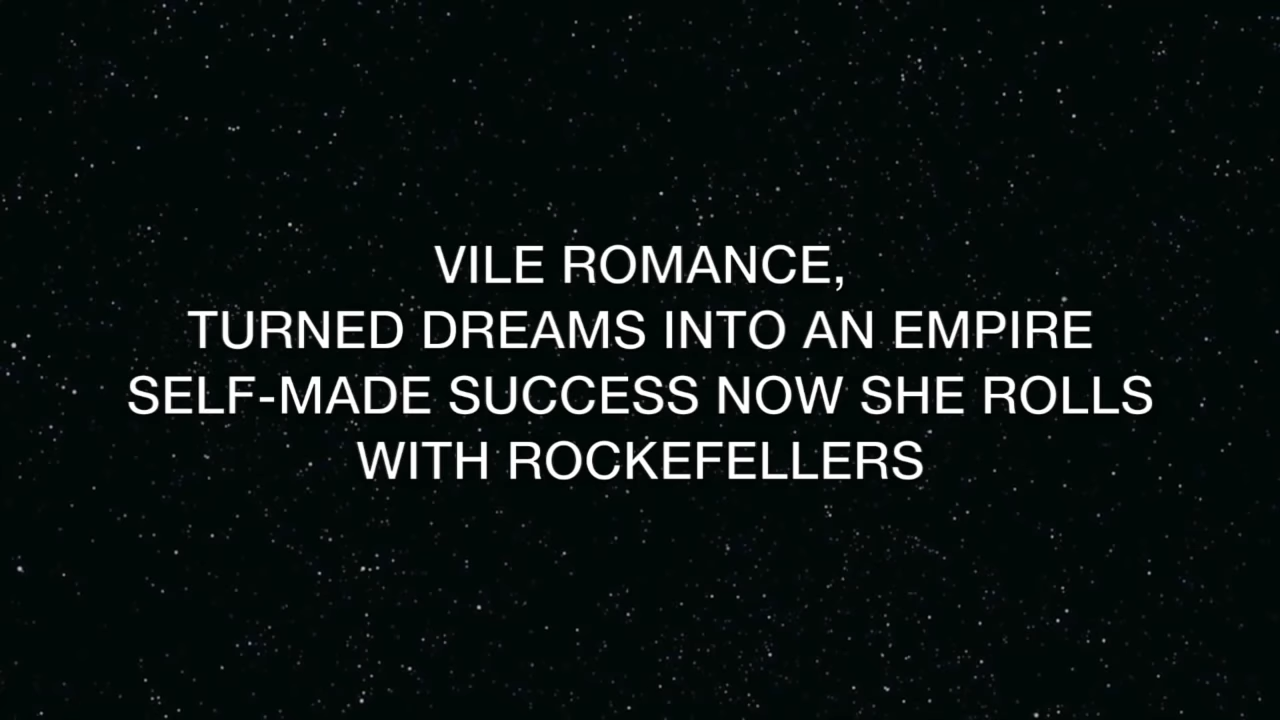 VILE ROMANCE,
TURNED DREAMS INTO AN EMPIRE
SELF-MADE SUCCESS NOW SHE ROLLS
WITH ROCKEFELLERS